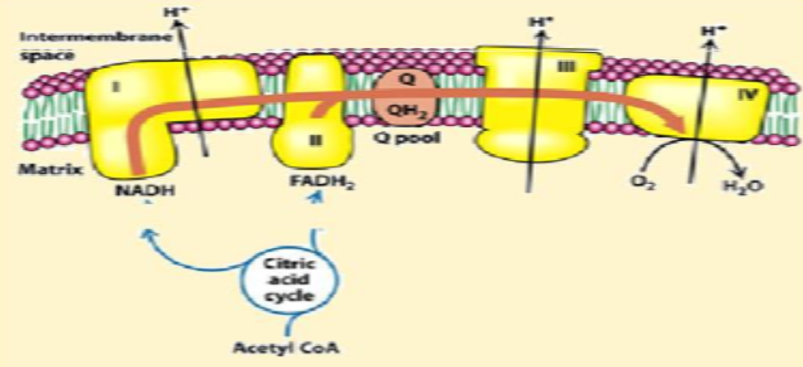 H⁺
H⁺
H⁺
Intermembrane
space
I
II
Q
QH₂
Q pool
III
IV
Matrix
NADH
FADH₂
O₂
H₂O
Citric
acid
cycle
Acetyl CoA